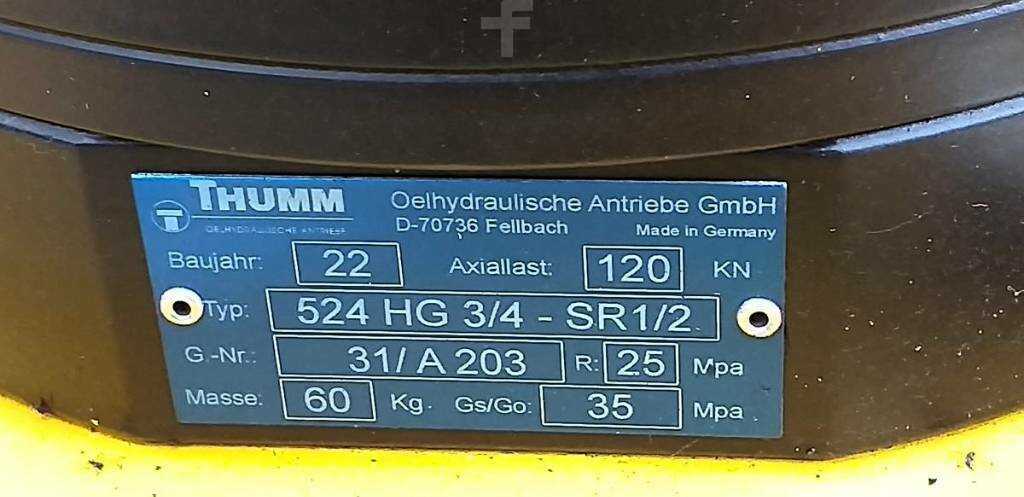 f
THUMM
OELHYDRAULISCHE ANTRIEBE
Oelhydraulische Antriebe GmbH
D-70736 Fellbach
Made in Germany
Baujahr: 22 Axiallast: 120 KN
Typ: 524 HG 3/4 - SR1/2
G.-Nr.: 31/ A 203 R: 25 Mpa
Masse: 60 Kg Gs/Go: 35 Mpa